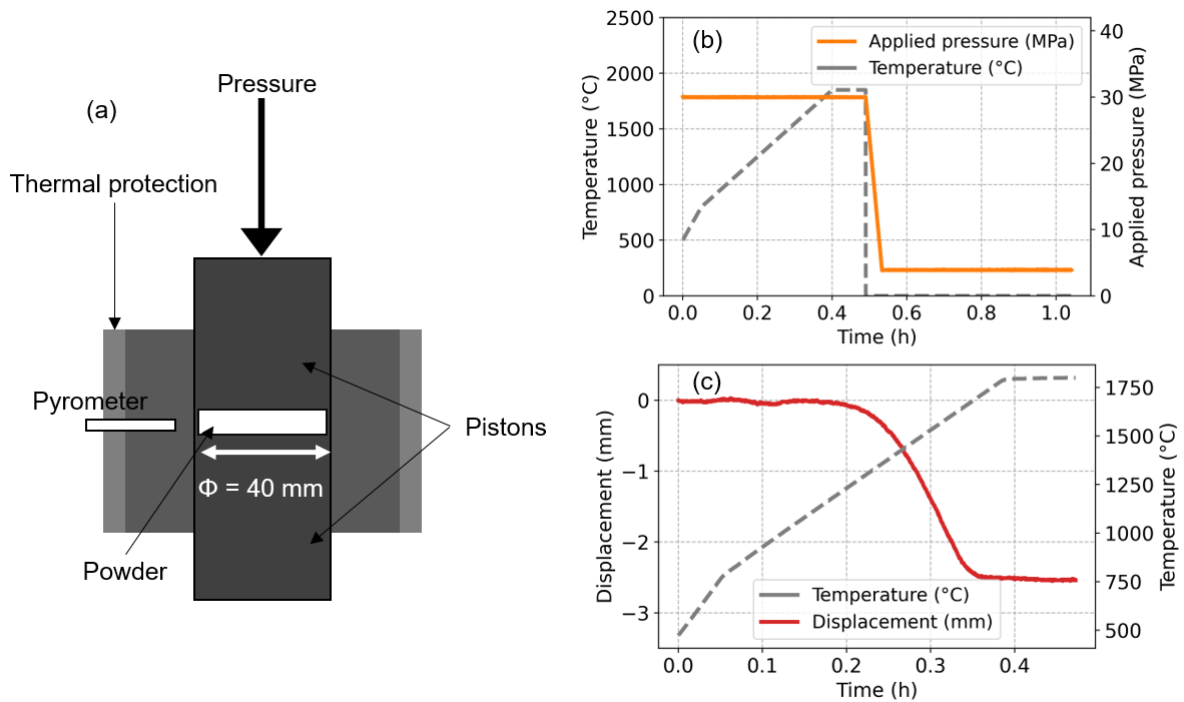 (a)
Pressure
Thermal protection
Pyrometer
Pistons
Φ = 40 mm
Powder
(b)
Applied pressure (MPa)
Temperature (°C)
2500
2000
1500
1000
500
0
Temperature (°C)
40
30
20
10
0
Applied pressure (MPa)
0.0 0.2 0.4 0.6 0.8 1.0
Time (h)
(c)
0
−1
−2
−3
Displacement (mm)
1750
1500
1250
1000
750
500
Temperature (°C)
Temperature (°C)
Displacement (mm)
0.0 0.1 0.2 0.3 0.4
Time (h)